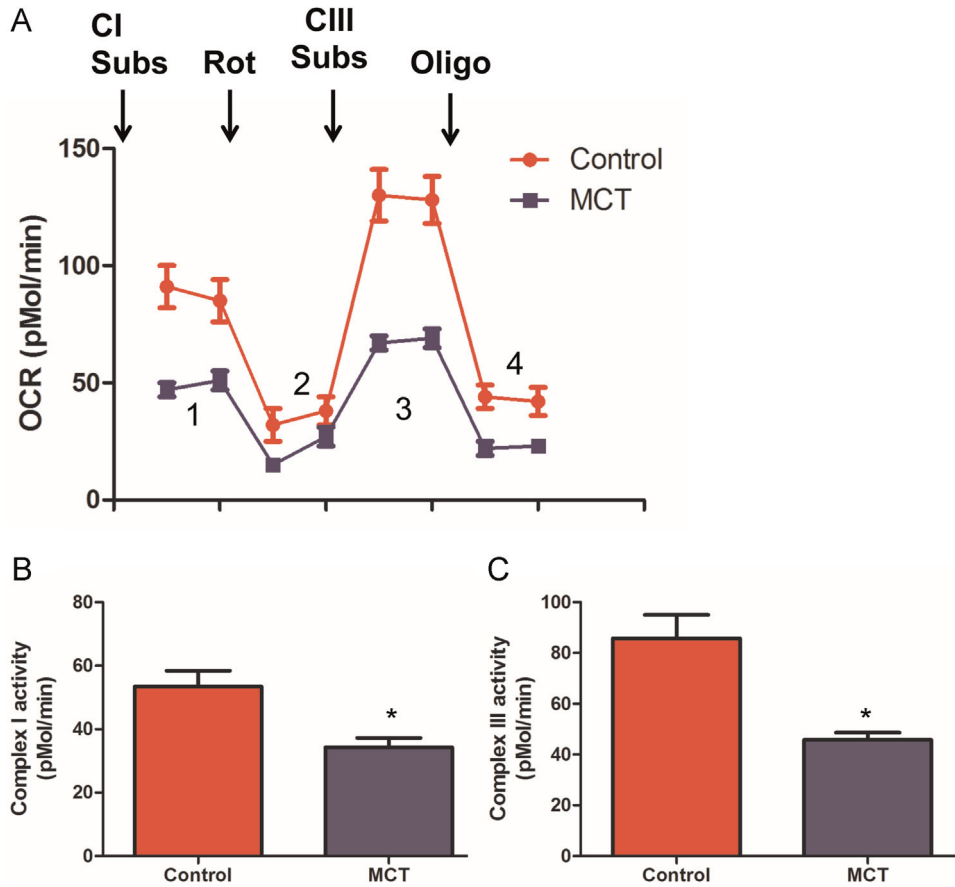 A
CI
Subs
Rot
CIII
Subs
Oligo
150
100
50
0
OCR (pMol/min)
Control
MCT
1
2
3
4
B
80
60
40
20
0
Complex I activity
(pMol/min)
*
Control
MCT
C
100
80
60
40
20
0
Complex III activity
(pMol/min)
*
Control
MCT